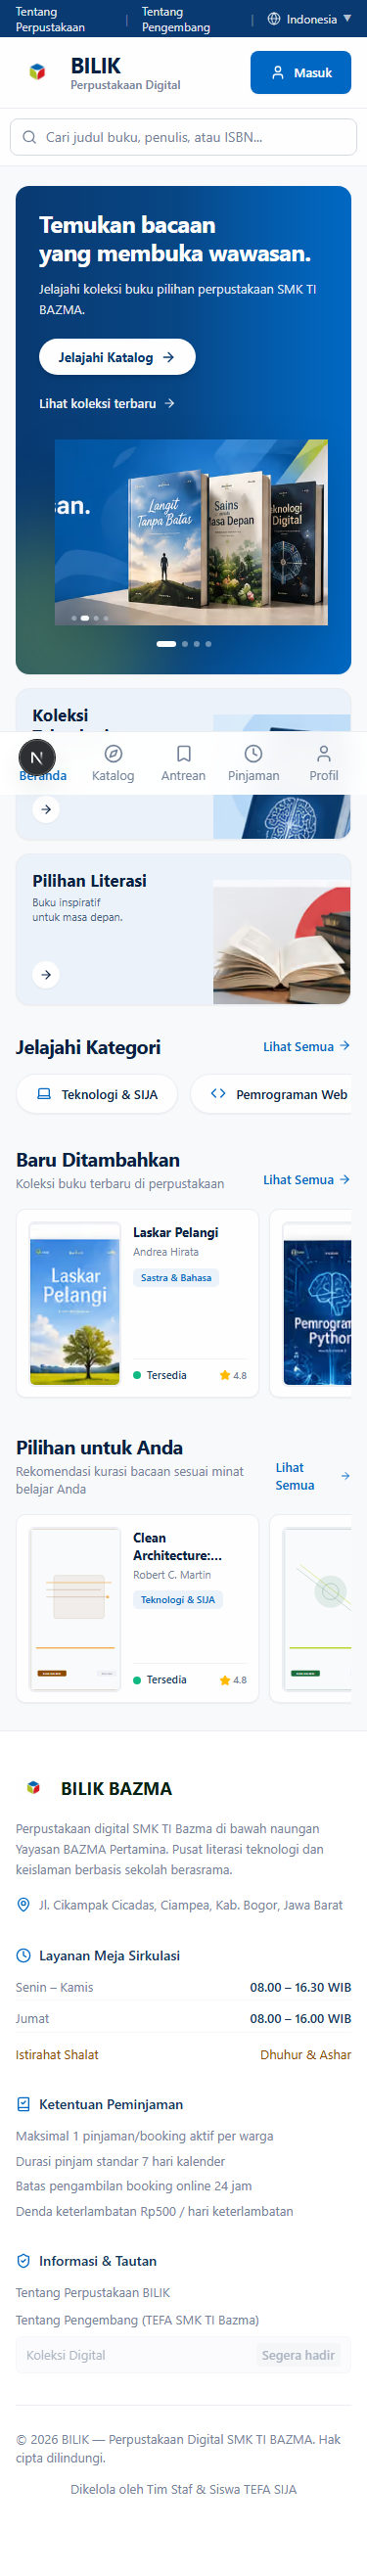 Tentang
Perpustakaan
Tentang
Pengembang
Indonesia
BILIK
Perpustakaan Digital
Masuk
Cari judul buku, penulis, atau ISBN...
Temukan bacaan
yang membuka wawasan.
Jelajahi koleksi buku pilihan perpustakaan SMK TI
BAZMA.
Jelajahi Katalog
Lihat koleksi terbaru
an.
Langit
Tanpa Batas
Sains
Masa Depan
Teknologi
Digital
Koleksi
N
Beranda
Katalog
Antrean
Pinjaman
Profil
Pilihan Literasi
Buku inspiratif
untuk masa depan.
Jelajahi Kategori
Lihat Semua
Teknologi & SIJA
Pemrograman Web
Baru Ditambahkan
Koleksi buku terbaru di perpustakaan
Lihat Semua
Laskar
Pelangi
Laskar Pelangi
Andrea Hirata
Sastra & Bahasa
Tersedia
4.8
Pemrogram
Python
Pilihan untuk Anda
Rekomendasi kurasi bacaan sesuai minat
belajar Anda
Lihat
Semua
Clean
Architecture:...
Robert C. Martin
Teknologi & SIJA
Tersedia
4.8
BILIK BAZMA
Perpustakaan digital SMK TI Bazma di bawah naungan
Yayasan BAZMA Pertamina. Pusat literasi teknologi dan
keislaman berbasis sekolah berasrama.
Jl. Cikampak Cicadas, Ciampea, Kab. Bogor, Jawa Barat
Layanan Meja Sirkulasi
Senin – Kamis 08.00 – 16.30 WIB
Jumat 08.00 – 16.00 WIB
Istirahat Shalat Dhuhur & Ashar
Ketentuan Peminjaman
Maksimal 1 pinjaman/booking aktif per warga
Durasi pinjam standar 7 hari kalender
Batas pengambilan booking online 24 jam
Denda keterlambatan Rp500 / hari keterlambatan
Informasi & Tautan
Tentang Perpustakaan BILIK
Tentang Pengembang (TEFA SMK TI Bazma)
Koleksi Digital Segera hadir
© 2026 BILIK — Perpustakaan Digital SMK TI BAZMA. Hak
cipta dilindungi.
Dikelola oleh Tim Staf & Siswa TEFA SIJA